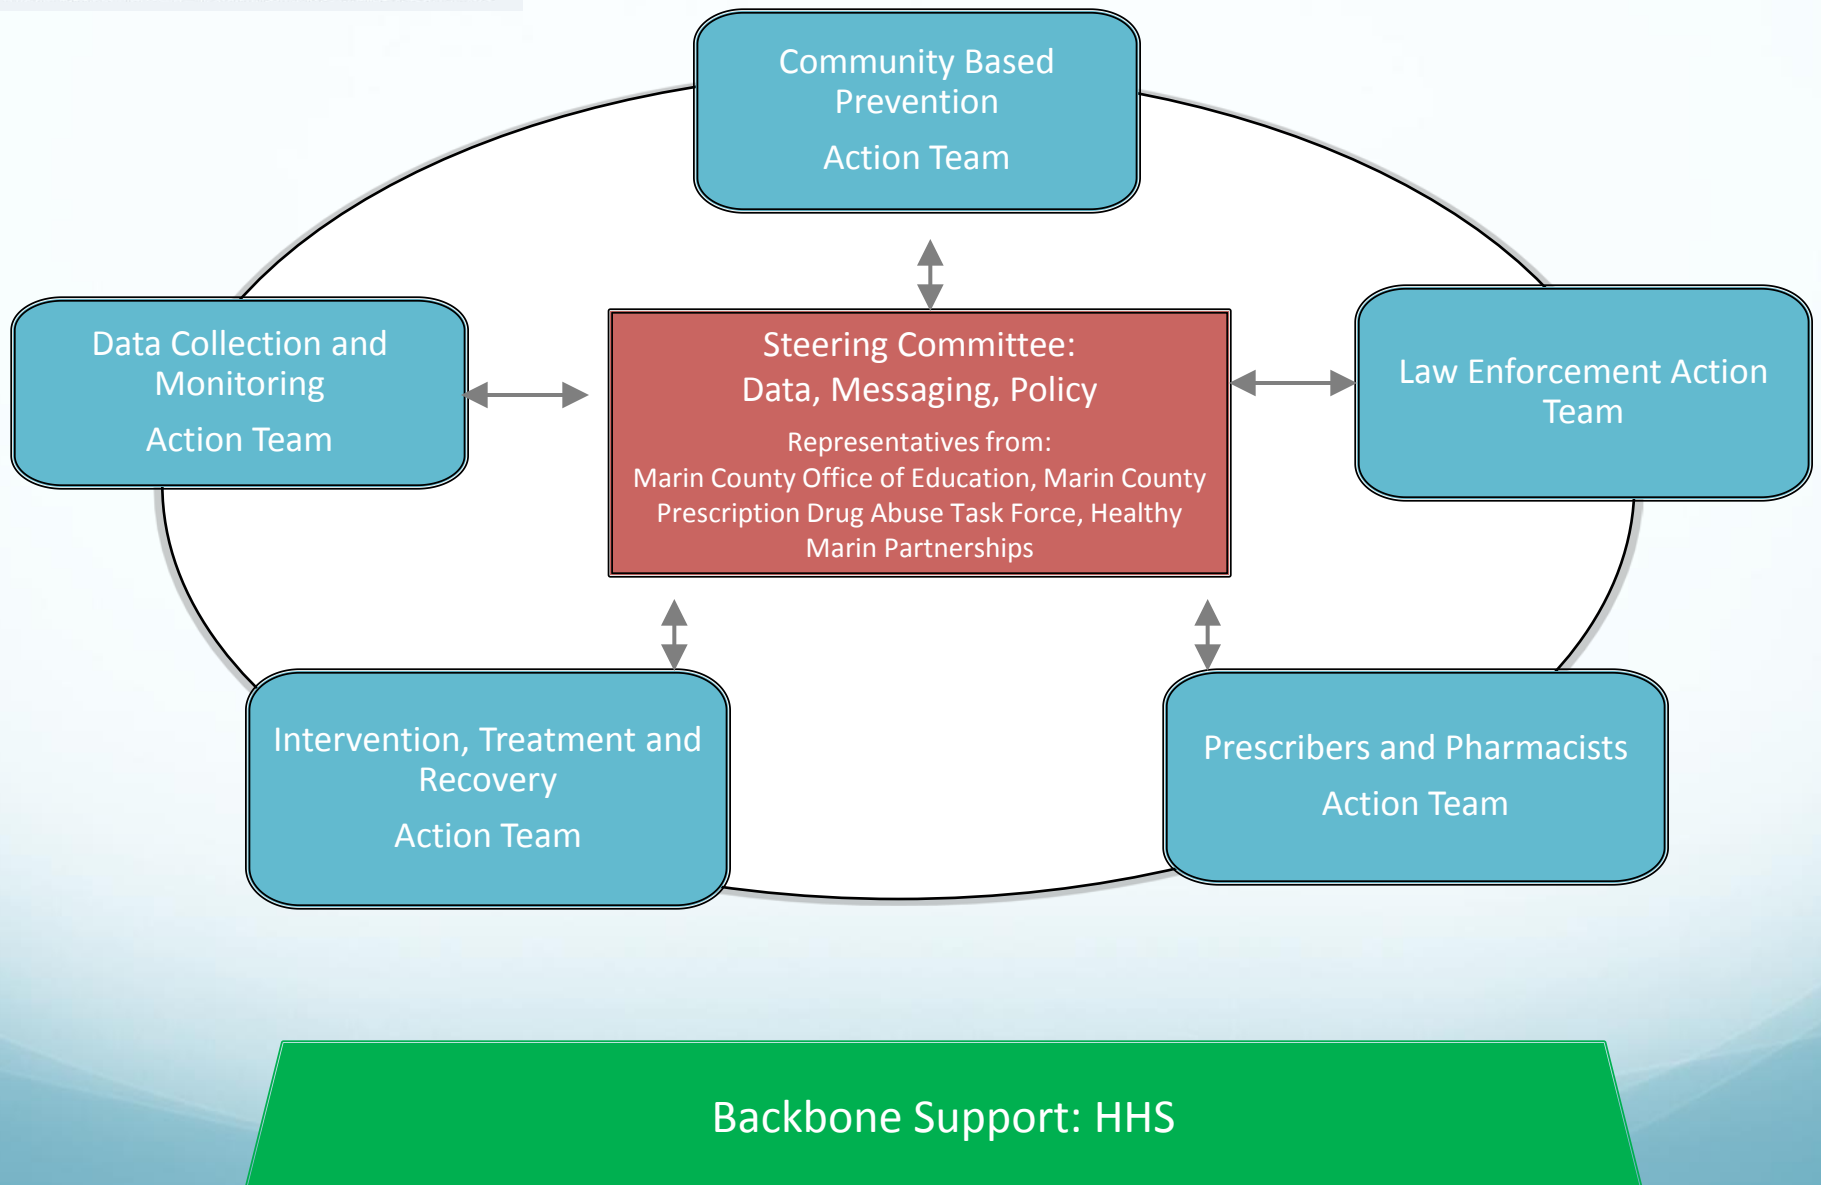 Community Based
Prevention
Action Team
Data Collection and
Monitoring
Action Team
Steering Committee:
Data, Messaging, Policy
Representatives from:
Marin County Office of Education, Marin County
Prescription Drug Abuse Task Force, Healthy
Marin Partnerships
Law Enforcement Action
Team
Intervention, Treatment and
Recovery
Action Team
Prescribers and Pharmacists
Action Team
Backbone Support: HHS